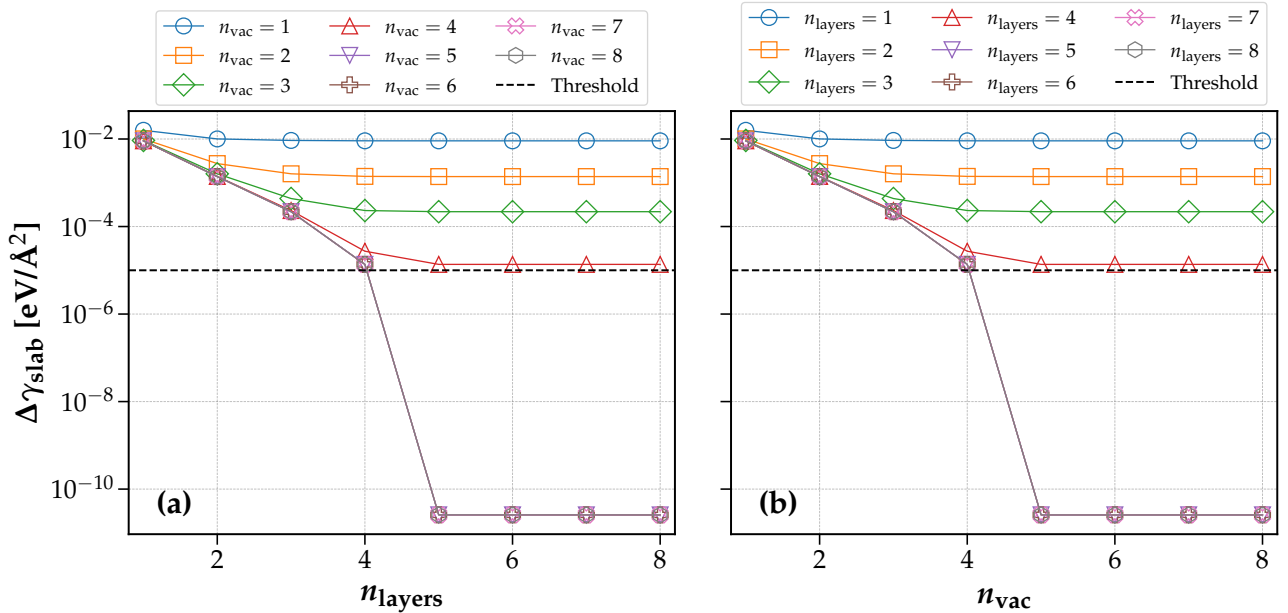 n_vac = 1 n_vac = 4 n_vac = 7
n_vac = 2 n_vac = 5 n_vac = 8
n_vac = 3 n_vac = 6 Threshold
n_layers = 1 n_layers = 4 n_layers = 7
n_layers = 2 n_layers = 5 n_layers = 8
n_layers = 3 n_layers = 6 Threshold
Δγ_slab [eV/Å²]
10⁻²
10⁻⁴
10⁻⁶
10⁻⁸
10⁻¹⁰
(a)
2 4 6 8
n_layers
(b)
2 4 6 8
n_vac